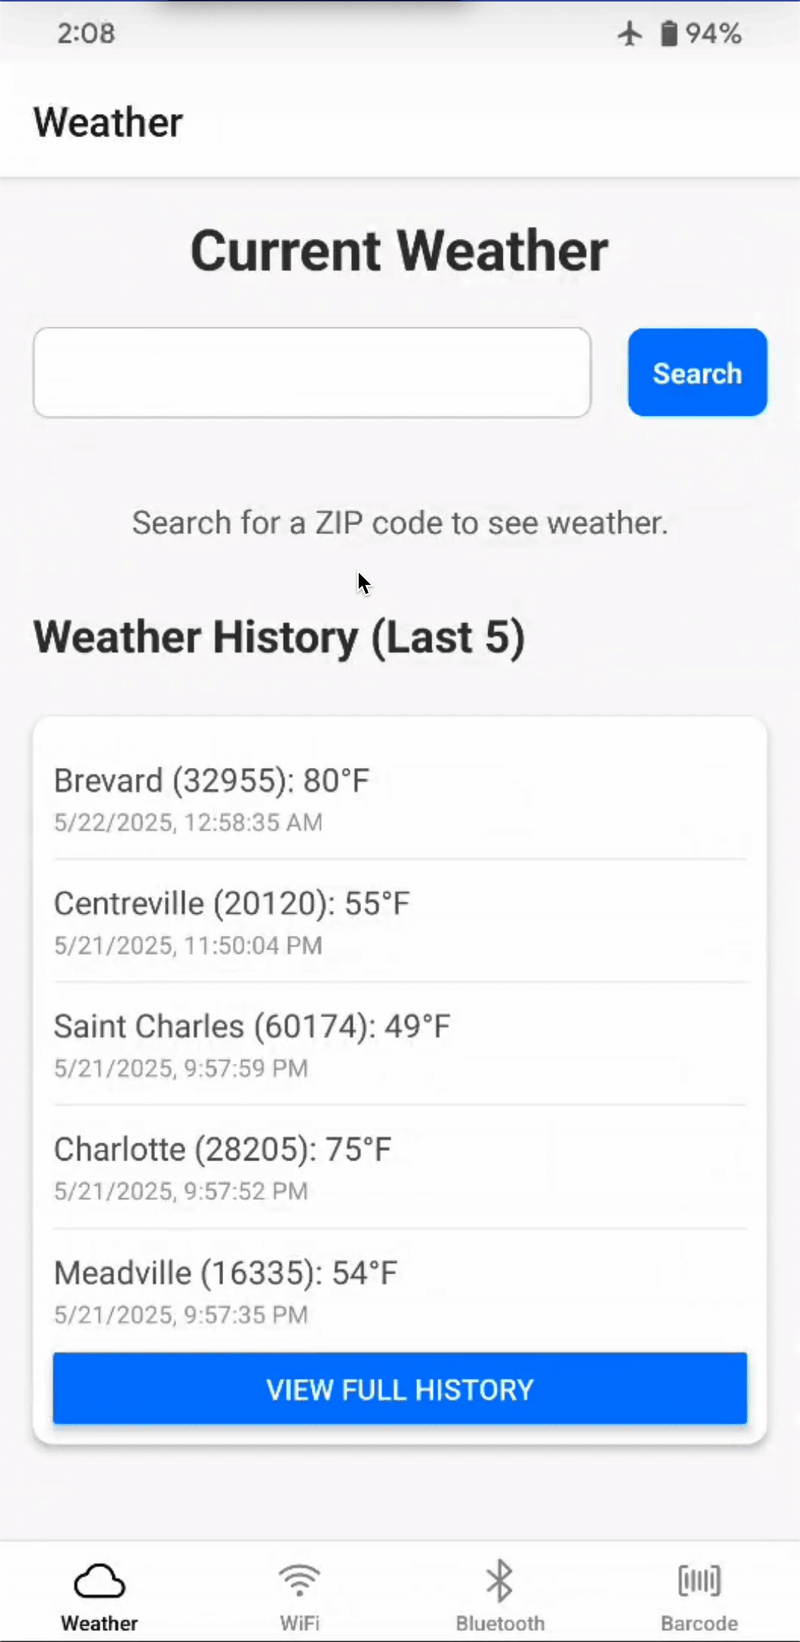 2:08 94%
Weather
Current Weather
Search
Search for a ZIP code to see weather.
Weather History (Last 5)
Brevard (32955): 80°F
5/22/2025, 12:58:35 AM
Centreville (20120): 55°F
5/21/2025, 11:50:04 PM
Saint Charles (60174): 49°F
5/21/2025, 9:57:59 PM
Charlotte (28205): 75°F
5/21/2025, 9:57:52 PM
Meadville (16335): 54°F
5/21/2025, 9:57:35 PM
VIEW FULL HISTORY
Weather WiFi Bluetooth Barcode